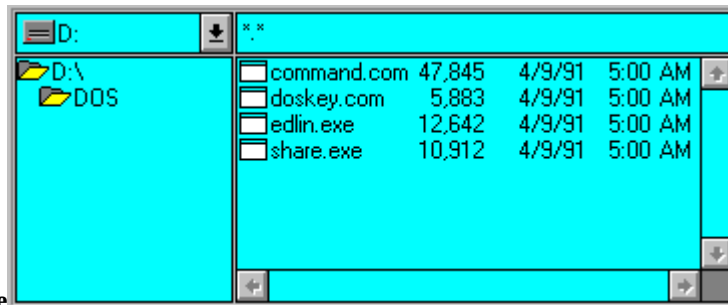 D:
*.*
D:\
DOS
command.com 47,845 4/9/91 5:00 AM
doskey.com 5,883 4/9/91 5:00 AM
edlin.exe 12,642 4/9/91 5:00 AM
share.exe 10,912 4/9/91 5:00 AM
e